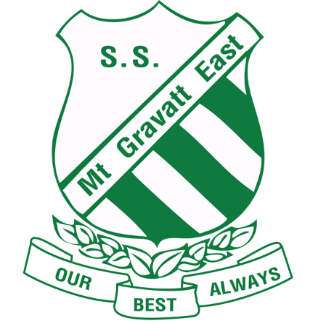 S. S.
Mt Gravatt East
OUR
BEST
ALWAYS